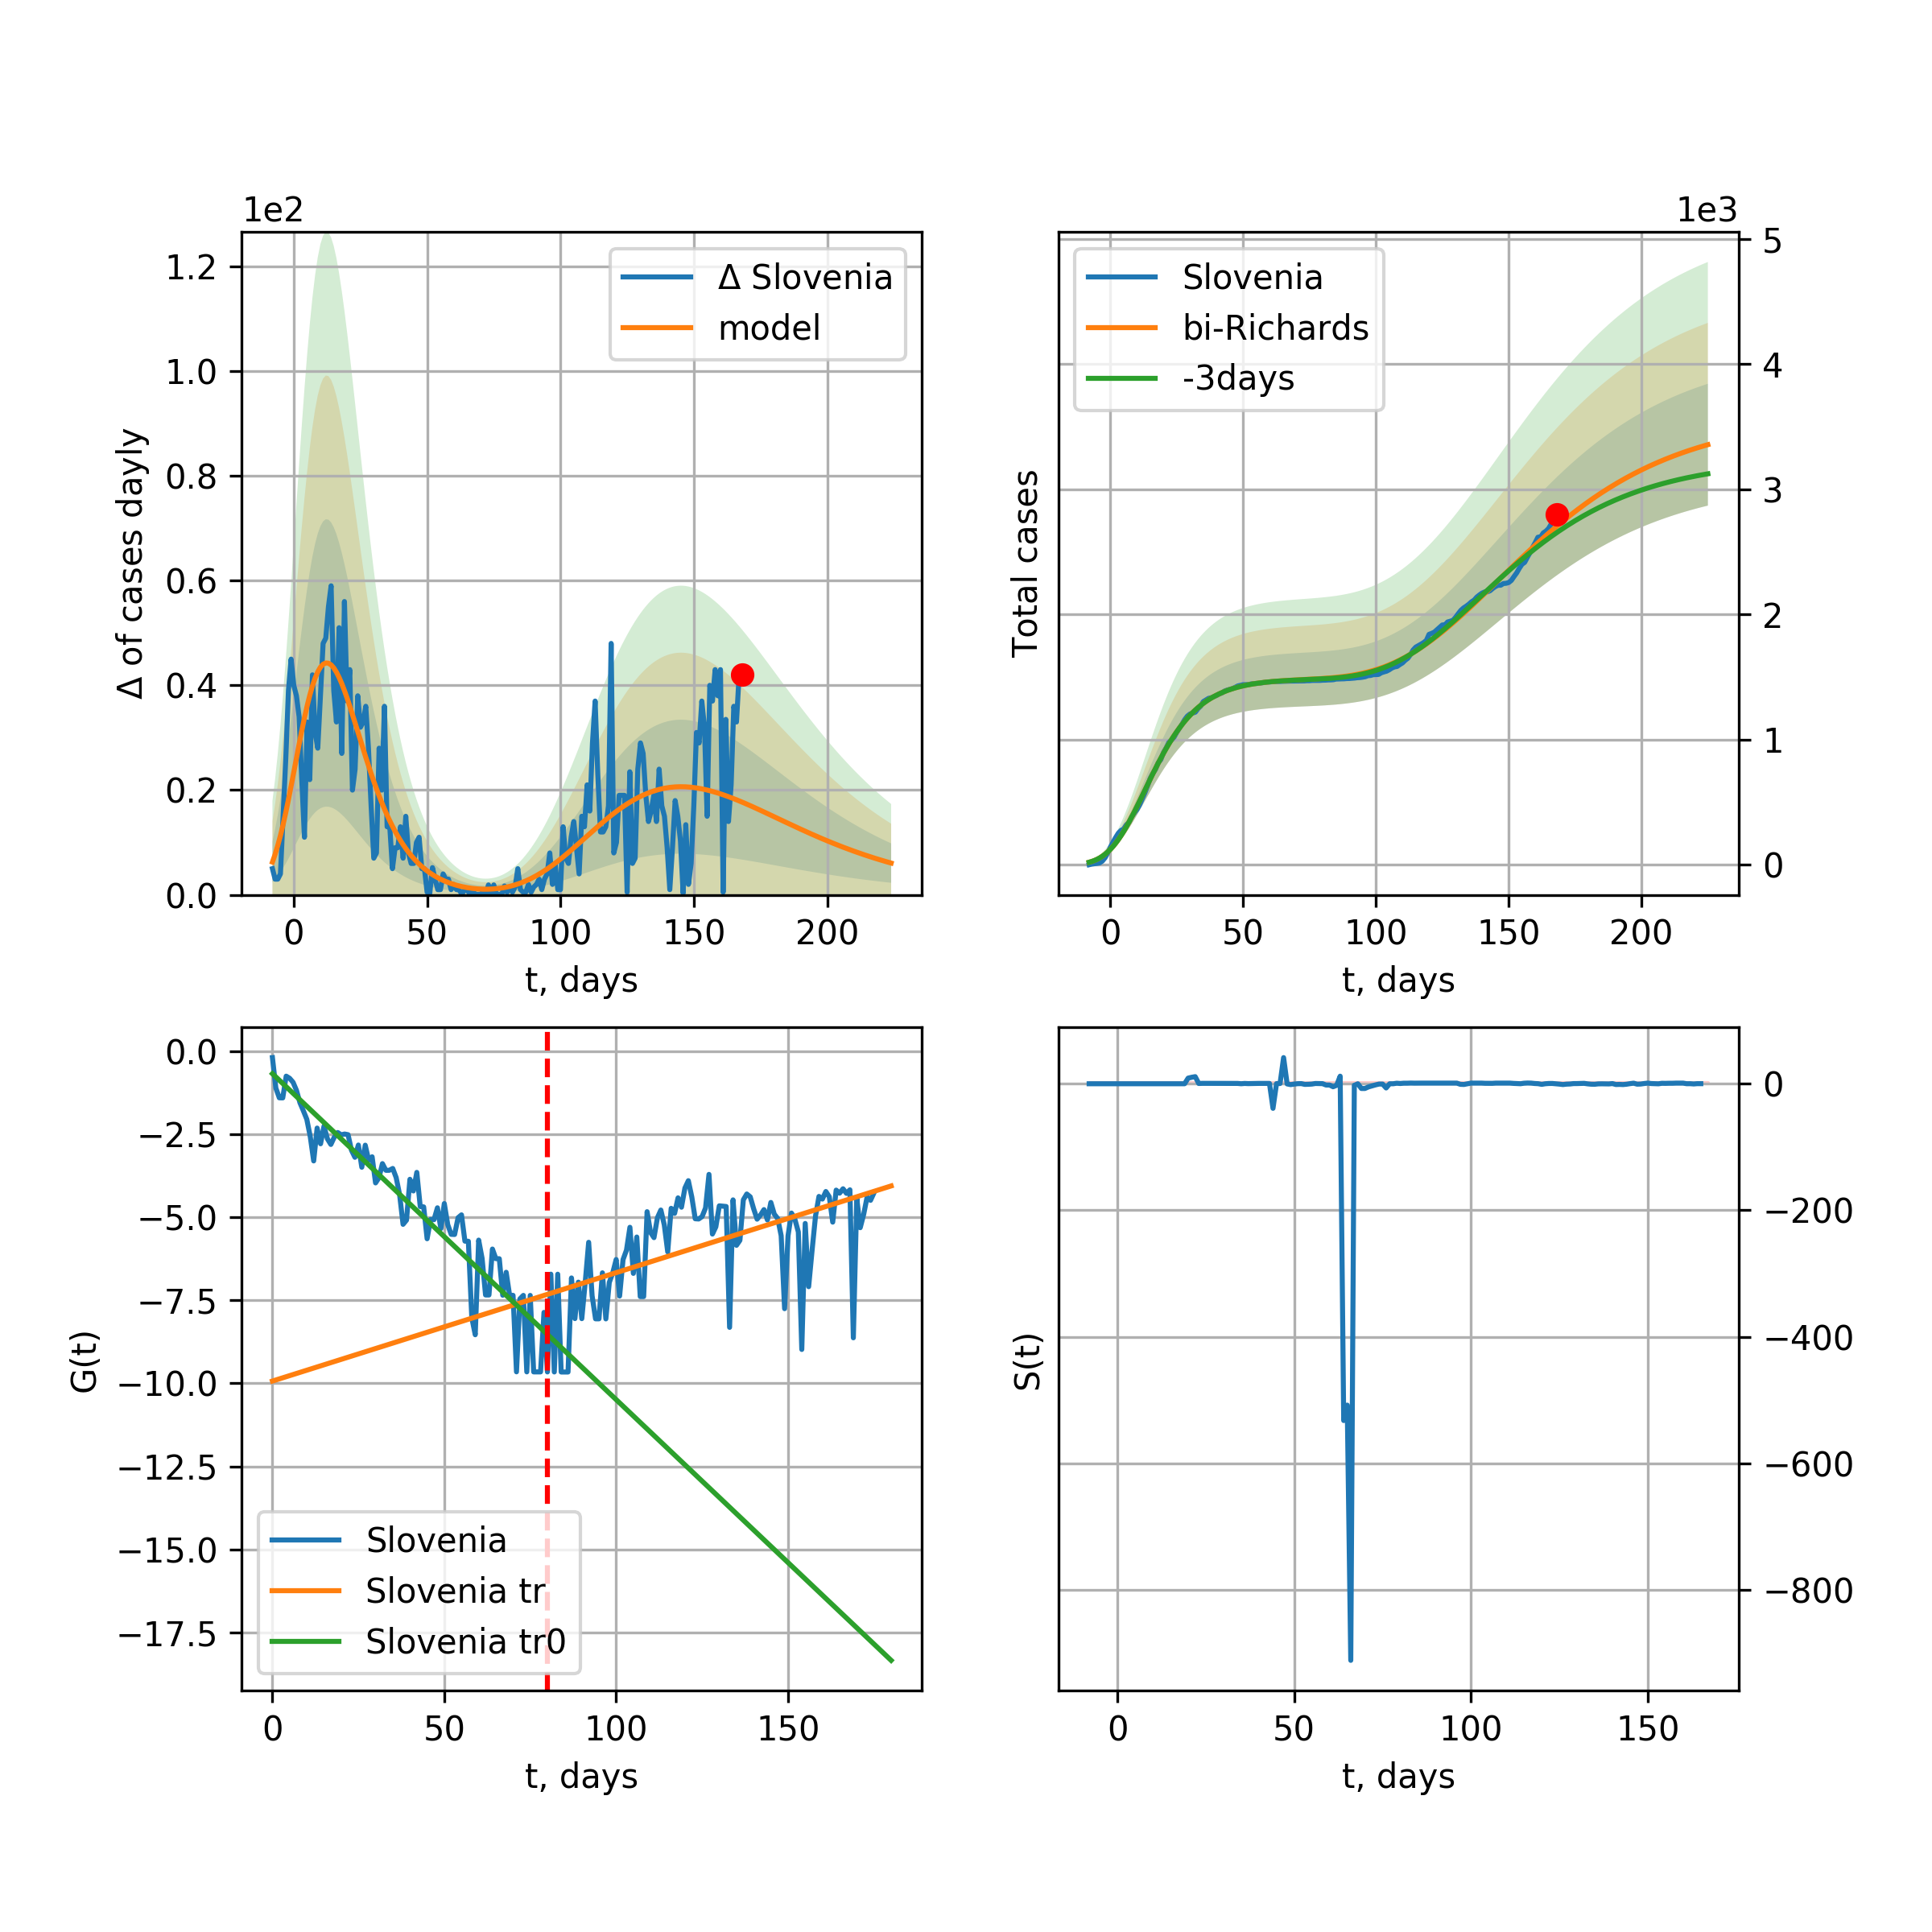 1e2
1.2
1.0
0.8
0.6
0.4
0.2
0.0
Δ of cases dayly
Δ Slovenia
model
0 50 100 150 200
t, days
1e3
5
4
3
2
1
0
Total cases
Slovenia
bi-Richards
-3days
0 50 100 150 200
t, days
0.0
−2.5
−5.0
−7.5
−10.0
−12.5
−15.0
−17.5
G(t)
Slovenia
Slovenia tr
Slovenia tr0
0 50 100 150
t, days
S(t)
0
−200
−400
−600
−800
0 50 100 150
t, days